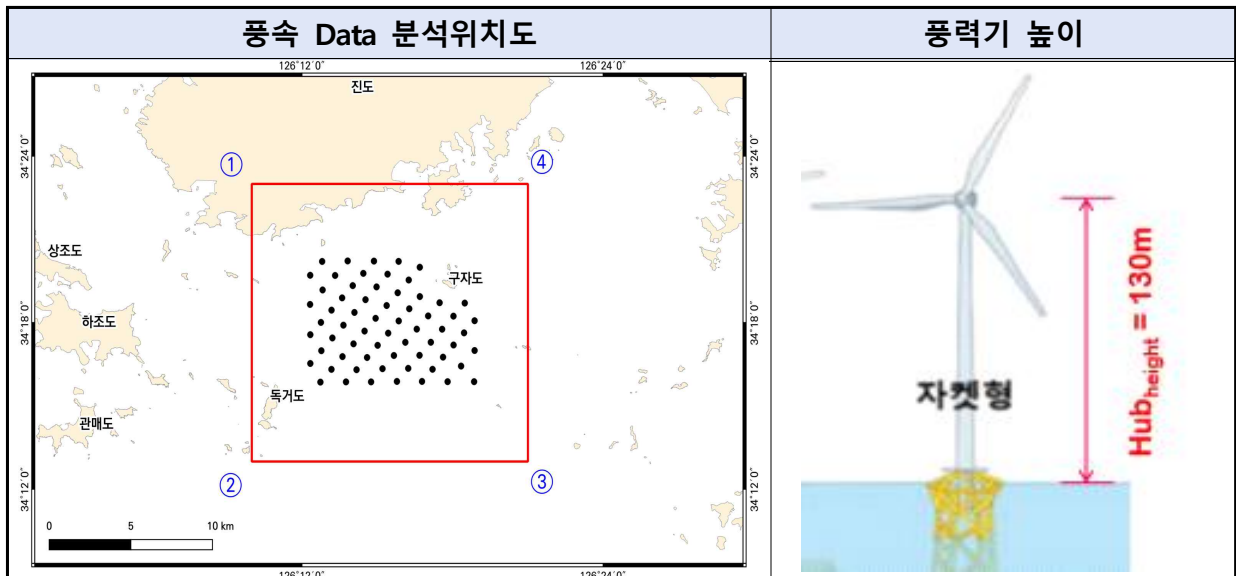 풍속 Data 분석위치도
풍력기 높이
126°12´0″
126°24´0″
진도
34°24´0″
34°24´0″
①
④
상조도
구자도
하조도
34°18´0″
34°18´0″
독거도
관매도
②
③
34°12´0″
34°12´0″
0 5 10 km
126°12´0″
126°24´0″
자켓형
Hubheight = 130m